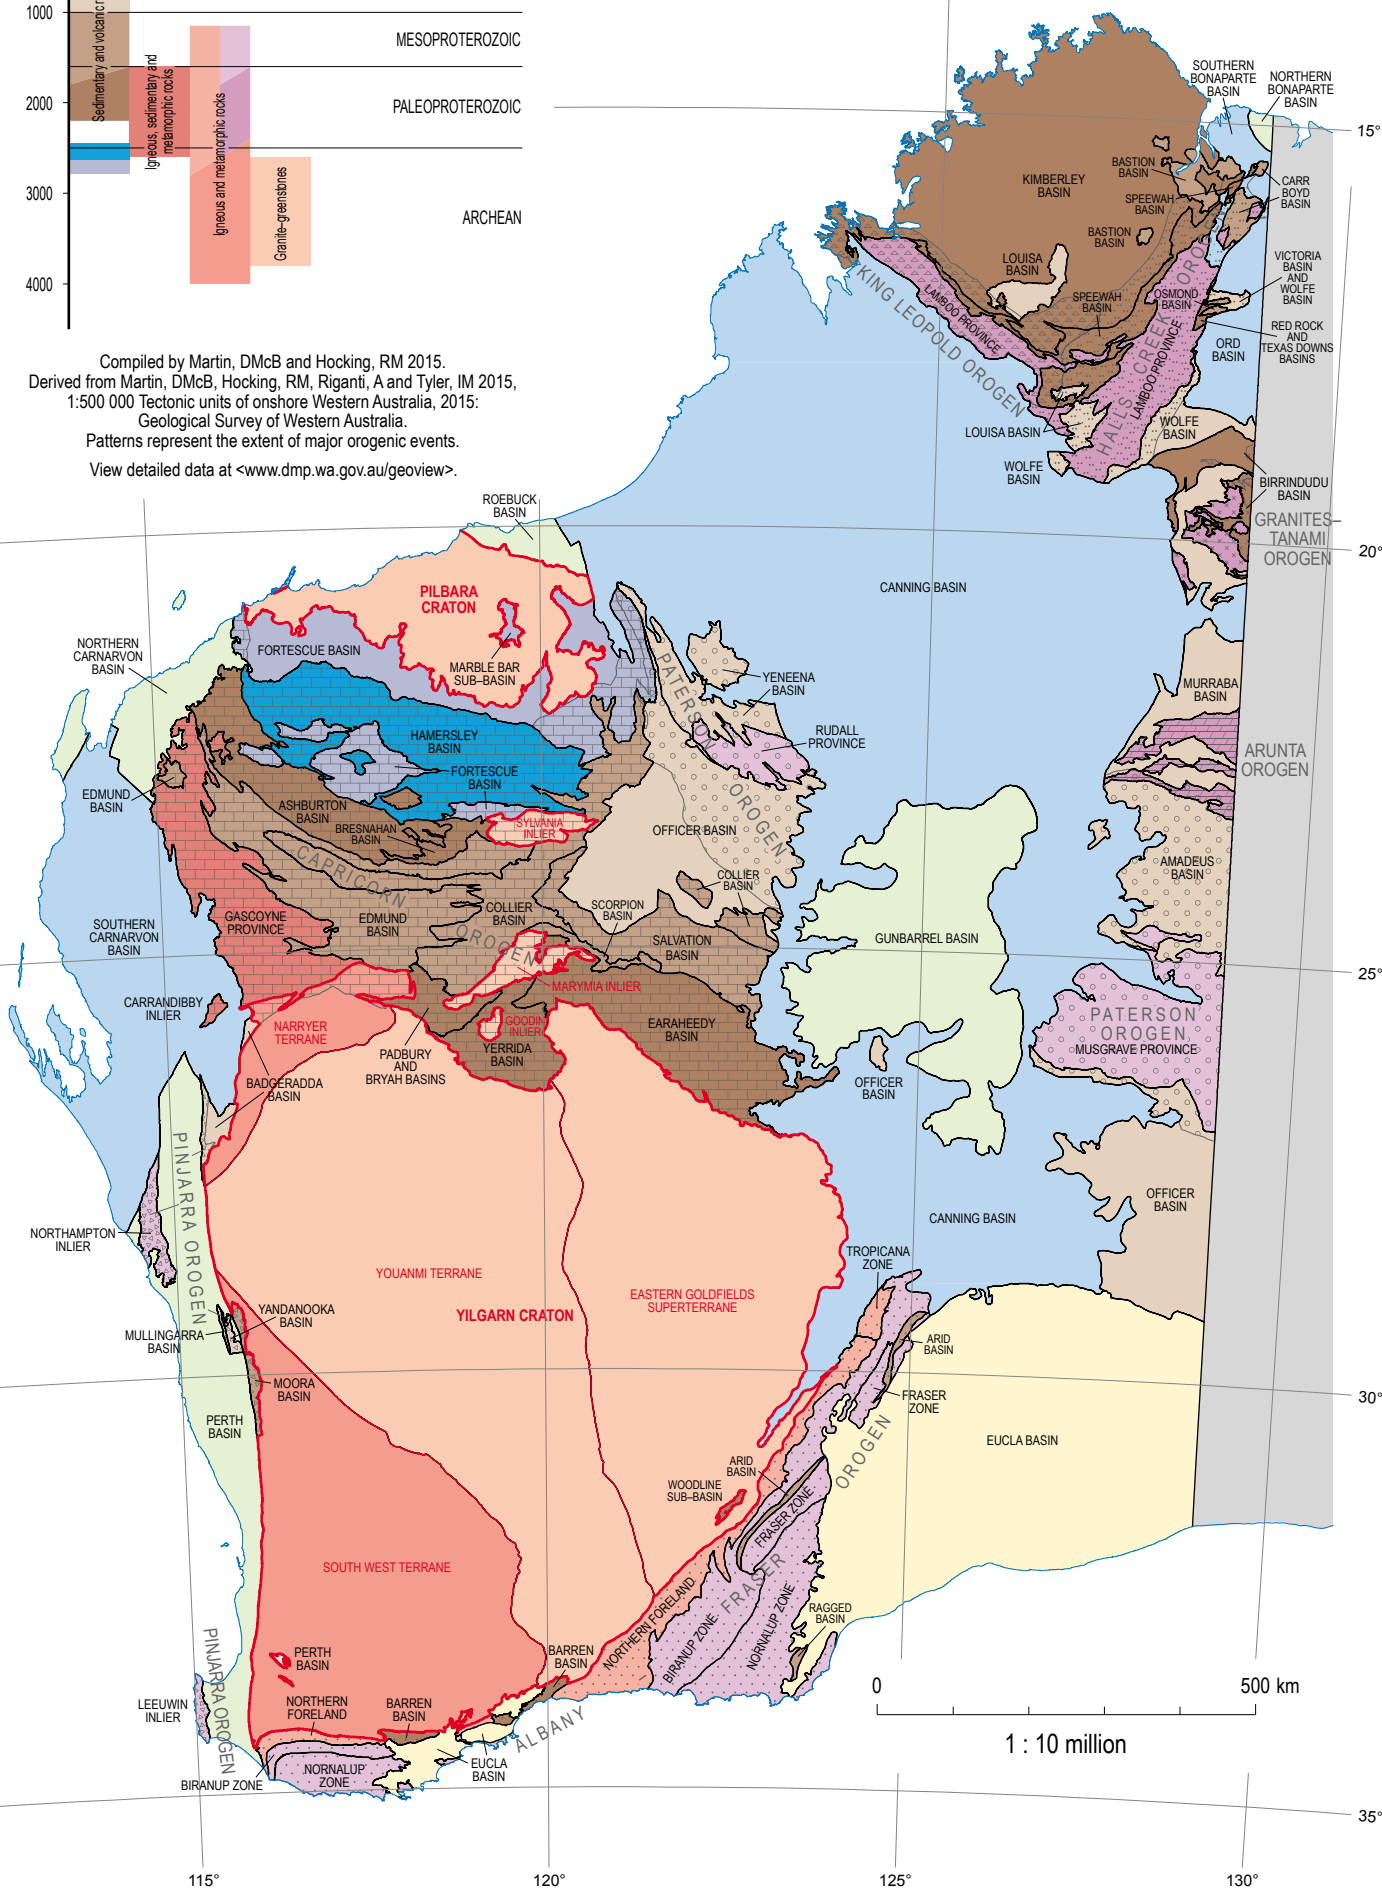 1000
2000
3000
4000
Sedimentary and volcanic r
Igneous, sedimentary and
metamorphic rocks
Igneous and metamorphic rocks
Granite–greenstones
MESOPROTEROZOIC
PALEOPROTEROZOIC
ARCHEAN
Compiled by Martin, DMcB and Hocking, RM 2015.
Derived from Martin, DMcB, Hocking, RM, Riganti, A and Tyler, IM 2015,
1:500 000 Tectonic units of onshore Western Australia, 2015:
Geological Survey of Western Australia.
Patterns represent the extent of major orogenic events.
View detailed data at <www.dmp.wa.gov.au/geoview>.
SOUTHERN
BONAPARTE
BASIN
NORTHERN
BONAPARTE
BASIN
15°
BASTION
BASIN
KIMBERLEY
BASIN
CARR
BOYD
BASIN
SPEEWAH
BASIN
BASTION
BASIN
LOUISA
BASIN
VICTORIA
BASIN
AND
WOLFE
BASIN
SPEEWAH
BASIN
OSMOND
BASIN
KING LEOPOLD OROGEN
LAMBOO PROVINCE
HALLS CREEK OROGEN
LAMBOO PROVINCE
RED ROCK
AND
TEXAS DOWNS
BASINS
ORD
BASIN
LOUISA BASIN
WOLFE
BASIN
WOLFE
BASIN
BIRRINDUDU
BASIN
GRANITES–
TANAMI
OROGEN
20°
ROEBUCK
BASIN
CANNING BASIN
PILBARA
CRATON
NORTHERN
CARNARVON
BASIN
FORTESCUE BASIN
MARBLE BAR
SUB–BASIN
YENEENA
BASIN
MURRABA
BASIN
PATERSON
OROGEN
RUDALL
PROVINCE
HAMERSLEY
BASIN
FORTESCUE
BASIN
ARUNTA
OROGEN
EDMUND
BASIN
ASHBURTON
BASIN
BRESNAHAN
BASIN
SYLVANIA
INLIER
OFFICER BASIN
AMADEUS
BASIN
CAPRICORN
OROGEN
COLLIER
BASIN
SCORPION
BASIN
COLLIER
BASIN
GASCOYNE
PROVINCE
EDMUND
BASIN
SOUTHERN
CARNARVON
BASIN
SALVATION
BASIN
GUNBARREL BASIN
25°
MARYMIA INLIER
CARRANDIBBY
INLIER
NARRYER
TERRANE
GOODIN
INLIER
EARAHEEDY
BASIN
PATERSON
OROGEN
MUSGRAVE PROVINCE
YERRIDA
BASIN
PADBURY
AND
BRYAH BASINS
BADGERADDA
BASIN
OFFICER
BASIN
PINJARRA OROGEN
OFFICER
BASIN
CANNING BASIN
NORTHAMPTON
INLIER
TROPICANA
ZONE
YOUANMI TERRANE
EASTERN GOLDFIELDS
SUPERTERRANE
YILGARN CRATON
YANDANOOKA
BASIN
MULLINGARRA
BASIN
ARID
BASIN
MOORA
BASIN
FRASER
ZONE
30°
PERTH
BASIN
EUCLA BASIN
ARID
BASIN
WOODLINE
SUB–BASIN
FRASER ZONE
OROGEN
SOUTH WEST TERRANE
FRASER
NORTHERN FORELAND
BIRANUP ZONE
NORNALUP ZONE
RAGGED
BASIN
PERTH
BASIN
BARREN
BASIN
PINJARRA OROGEN
LEEUWIN
INLIER
NORTHERN
FORELAND
BARREN
BASIN
ALBANY
EUCLA
BASIN
BIRANUP ZONE
NORNALUP
ZONE
0
500 km
1 : 10 million
35°
115°
120°
125°
130°